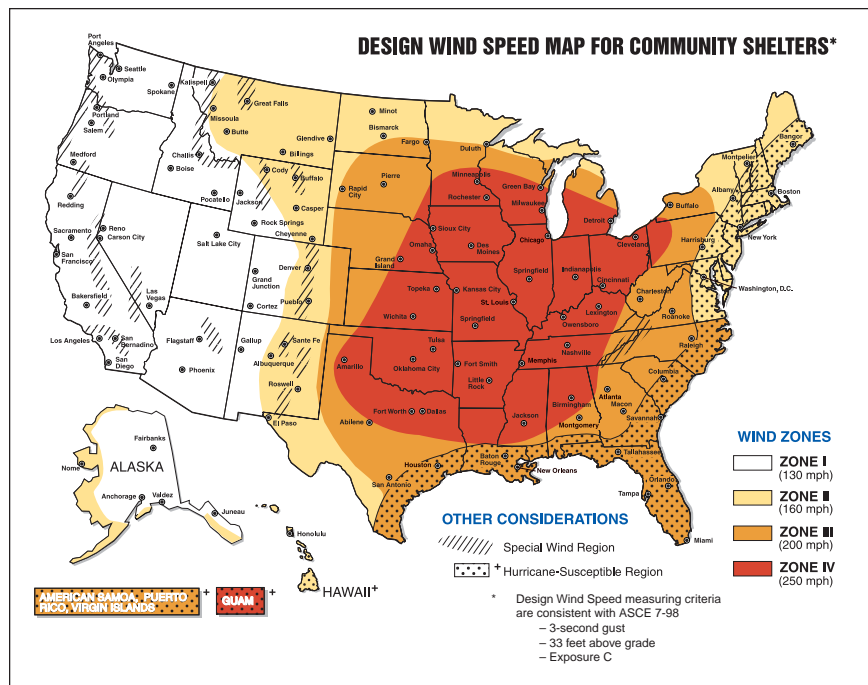 DESIGN WIND SPEED MAP FOR COMMUNITY SHELTERS*
Port
Angeles
Seattle
Olympia
Spokane
Kalispell
Great Falls
Portland
Salem
Missoula
Butte
Glendive
Billings
Minot
Bismarck
Fargo
Duluth
Bangor
Montpelier
Medford
Challis
Boise
Pocatello
Cody
Buffalo
Jackson
Casper
Rock Springs
Cheyenne
Rapid
City
Pierre
Minneapolis
Rochester
Green Bay
Milwaukee
Albany
Boston
Buffalo
Detroit
Redding
Reno
Carson City
Sacramento
San
Francisco
Salt Lake City
Sioux City
Omaha
Des
Moines
Grand
Island
Chicago
Cleveland
Harrisburg
New York
Washington, D.C.
Denver
Grand
Junction
Pueblo
Cortez
Springfield
Indianapolis
Cincinnati
Topeka
Kansas City
St. Louis
Charleston
Lexington
Roanoke
Bakersfield
Las
Vegas
Wichita
Springfield
Owensboro
Raleigh
Los Angeles
San
Bernadino
San
Diego
Flagstaff
Phoenix
Gallup
Sante Fe
Albuquerque
Roswell
El Paso
Amarillo
Tulsa
Oklahoma City
Fort Smith
Little
Rock
Memphis
Nashville
Columbia
Atlanta
Macon
Savannah
Birmingham
Montgomery
Jackson
Fort Worth
Dallas
Abilene
Houston
San Antonio
Baton
Rouge
New Orleans
Tallahassee
Orlando
Tampa
Miami
Fairbanks
ALASKA
Nome
Anchorage
Valdez
Juneau
Honolulu
HAWAII+
AMERICAN SAMOA, PUERTO
RICO, VIRGIN ISLANDS
+
GUAM
+
OTHER CONSIDERATIONS
Special Wind Region
+ Hurricane-Susceptible Region
* Design Wind Speed measuring criteria
are consistent with ASCE 7-98
– 3-second gust
– 33 feet above grade
– Exposure C
WIND ZONES
ZONE I
(130 mph)
ZONE II
(160 mph)
ZONE III
(200 mph)
ZONE IV
(250 mph)